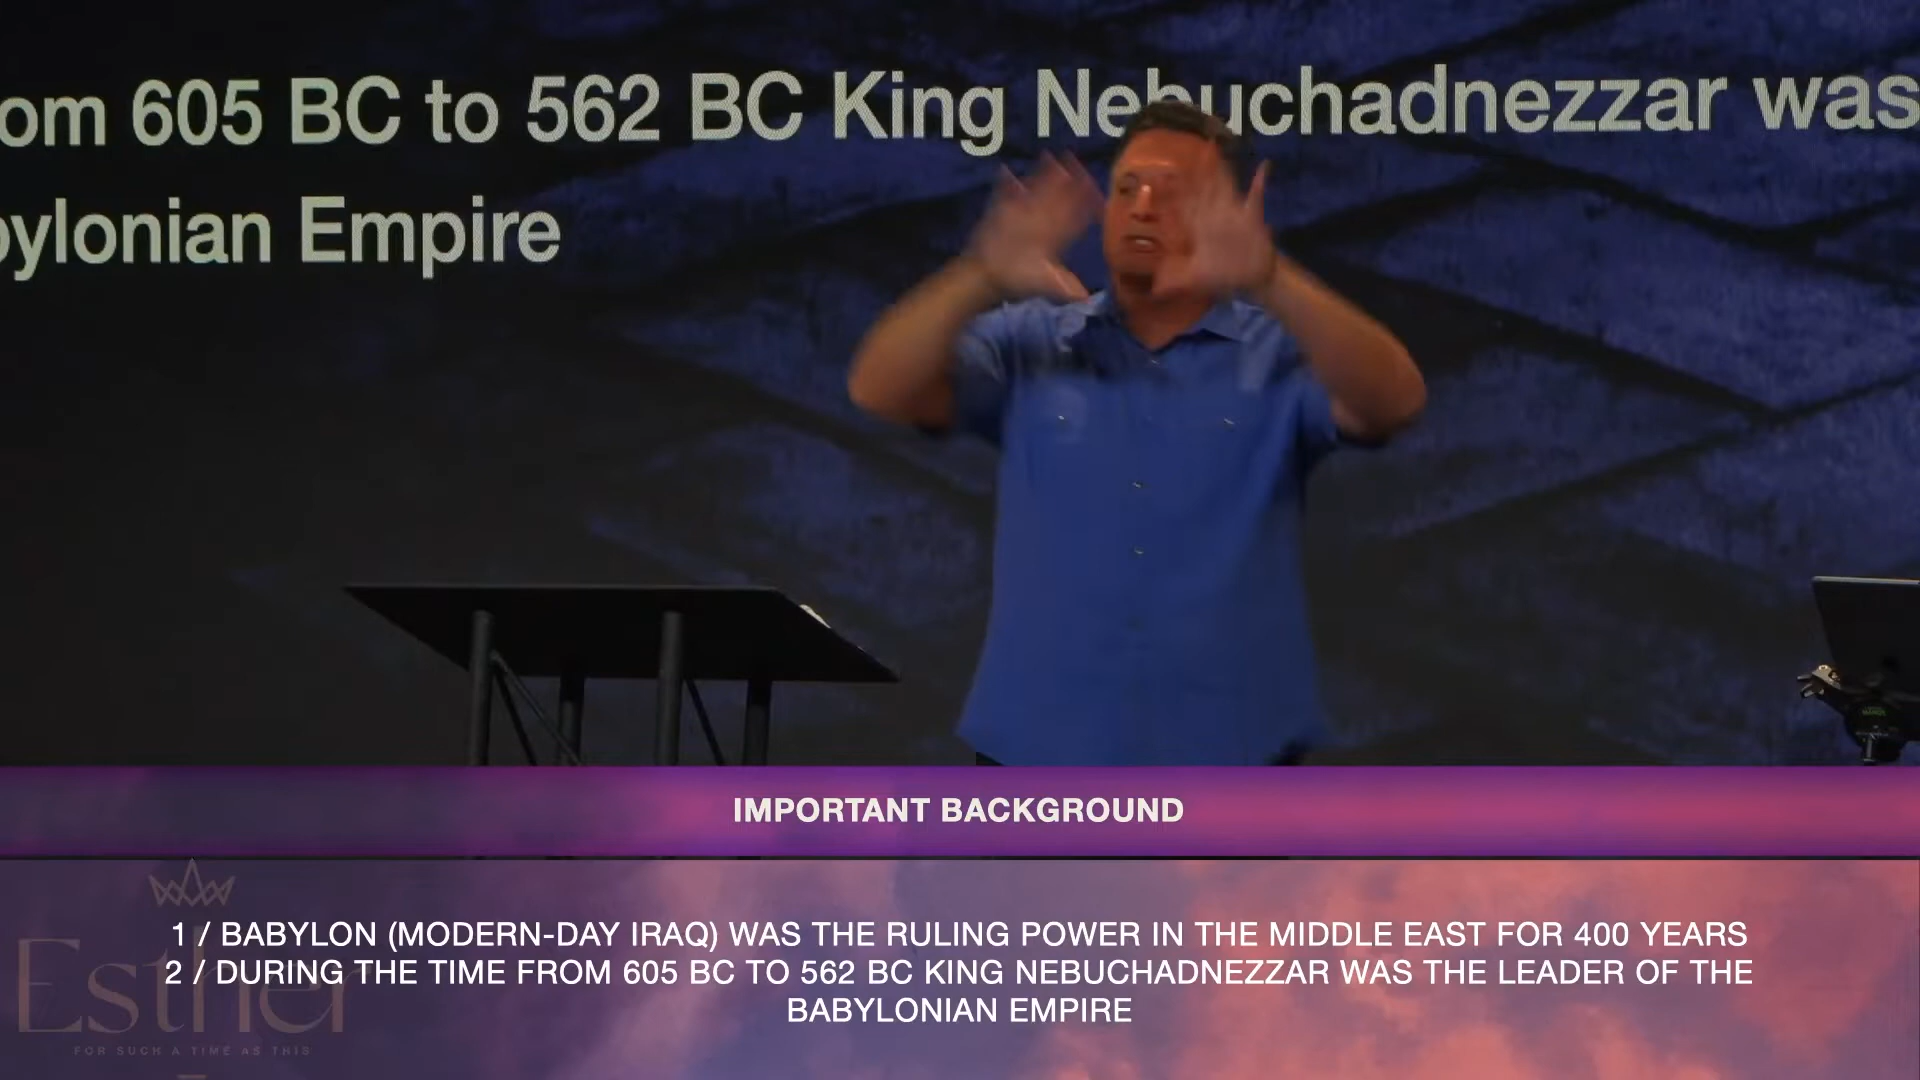 om 605 BC to 562 BC King Nebuchadnezzar was
bylonian Empire
IMPORTANT BACKGROUND
1 / BABYLON (MODERN-DAY IRAQ) WAS THE RULING POWER IN THE MIDDLE EAST FOR 400 YEARS
2 / DURING THE TIME FROM 605 BC TO 562 BC KING NEBUCHADNEZZAR WAS THE LEADER OF THE
BABYLONIAN EMPIRE
Esther
FOR SUCH A TIME AS THIS